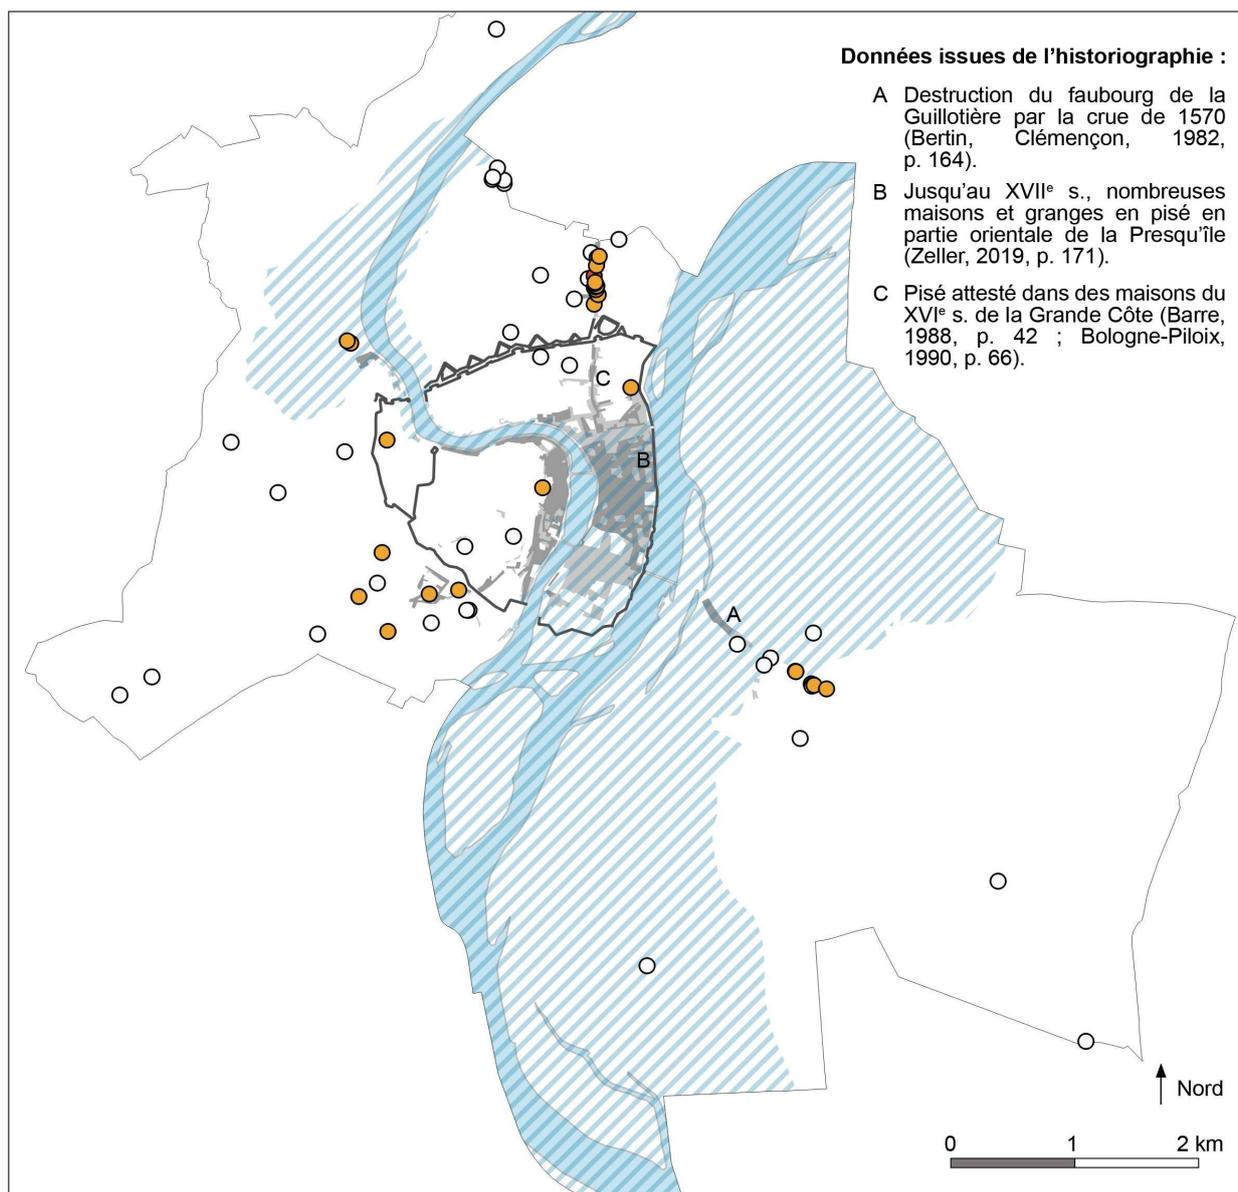 Données issues de l'historiographie :
A Destruction du faubourg de la
Guillotière par la crue de 1570
(Bertin, Clémençon, 1982,
p. 164).
B Jusqu'au XVIIᵉ s., nombreuses
maisons et granges en pisé en
partie orientale de la Presqu'île
(Zeller, 2019, p. 171).
C Pisé attesté dans des maisons du
XVIᵉ s. de la Grande Côte (Barre,
1988, p. 42 ; Bologne-Piloix,
1990, p. 66).
C
B
A
Nord
0 1 2 km